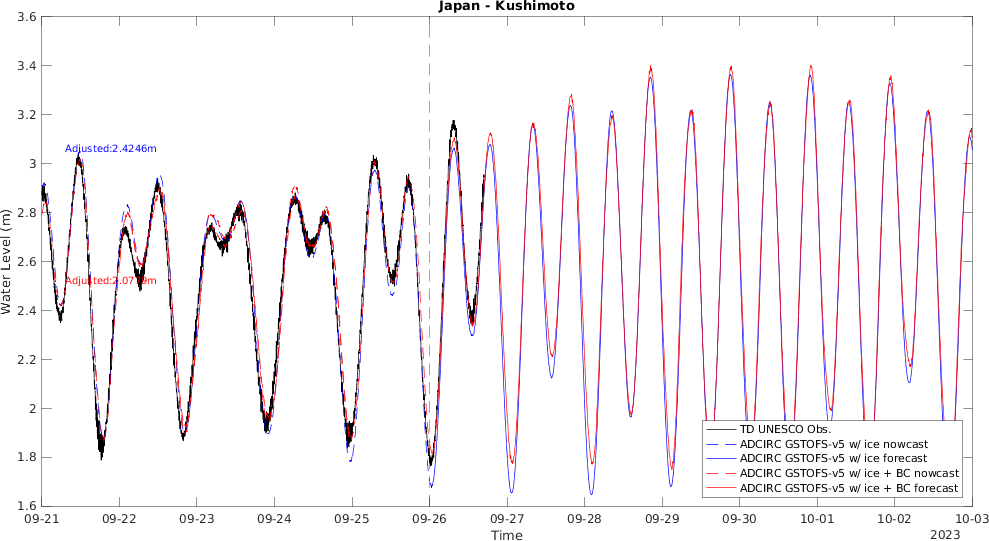 Japan - Kushimoto
3.6
3.4
3.2
3
2.8
2.6
2.4
2.2
2
1.8
1.6
Water Level (m)
Adjusted:2.4246m
TD UNESCO Obs.
ADCIRC GSTOFS-v5 w/ ice nowcast
ADCIRC GSTOFS-v5 w/ ice forecast
ADCIRC GSTOFS-v5 w/ ice + BC nowcast
ADCIRC GSTOFS-v5 w/ ice + BC forecast
09-21 09-22 09-23 09-24 09-25 09-26 09-27 09-28 09-29 09-30 10-01 10-02 10-03
Time
2023